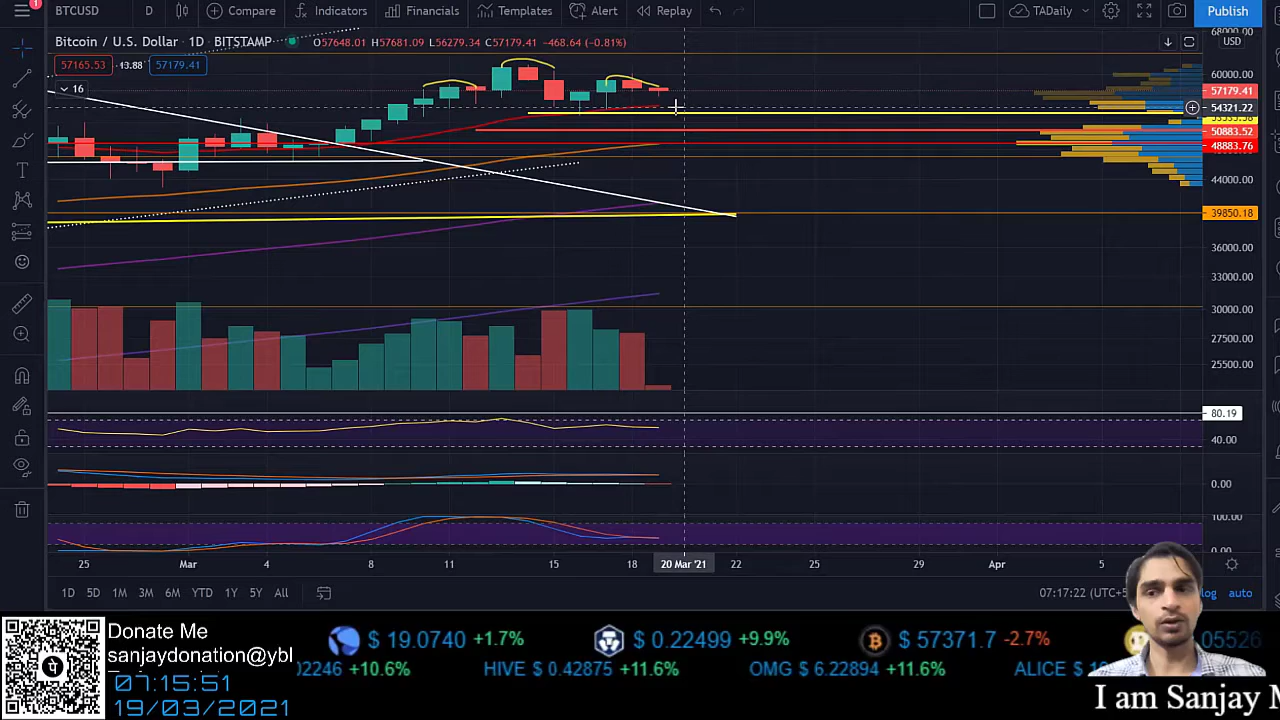 BTCUSD D Compare Indicators Financials Templates Alert Replay TADaily Publish
Bitcoin / U.S. Dollar 1D BITSTAMP O57648.01 H57681.09 L56279.34 C57179.41 −468.64 (−0.81%)
USD
57165.53 13.88 57179.41
16
60000.00
57179.41
54321.22
50883.52
48883.76
44000.00
39850.18
36000.00
33000.00
30000.00
27500.00
25500.00
80.19
40.00
0.00
100.00
0.00
25 Mar 4 8 11 15 18 20 Mar '21 22 25 29 Apr 5
1D 5D 1M 3M 6M YTD 1Y 5Y All 07:17:22 (UTC+5 log auto
Donate Me
sanjaydonation@ybl
07:15:51
19/03/2021
$ 19.0740 +1.7% $ 0.22499 +9.9% $ 57371.7 -2.7% 05526
02246 +10.6% HIVE $ 0.42875 +11.6% OMG $ 6.22894 +11.6% ALICE $
I am Sanjay